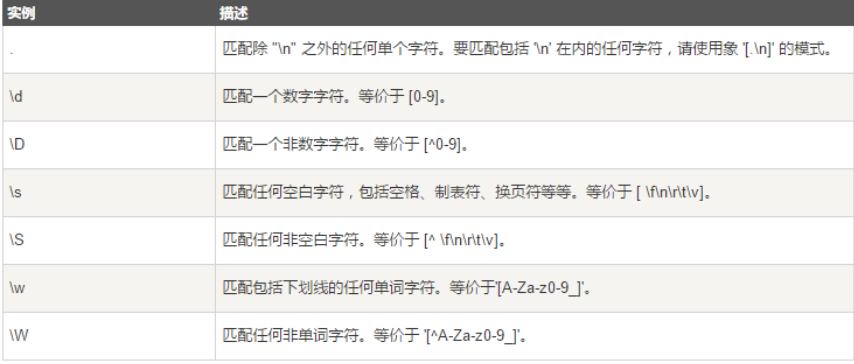 实例 描述
. 匹配除 "\n" 之外的任何单个字符。要匹配包括 '\n' 在内的任何字符，请使用象 '[.\n]' 的模式。
\d 匹配一个数字字符。等价于 [0-9]。
\D 匹配一个非数字字符。等价于 [^0-9]。
\s 匹配任何空白字符，包括空格、制表符、换页符等等。等价于 [ \f\n\r\t\v]。
\S 匹配任何非空白字符。等价于 [^ \f\n\r\t\v]。
\w 匹配包括下划线的任何单词字符。等价于'[A-Za-z0-9_]'。
\W 匹配任何非单词字符。等价于 '[^A-Za-z0-9_]'。